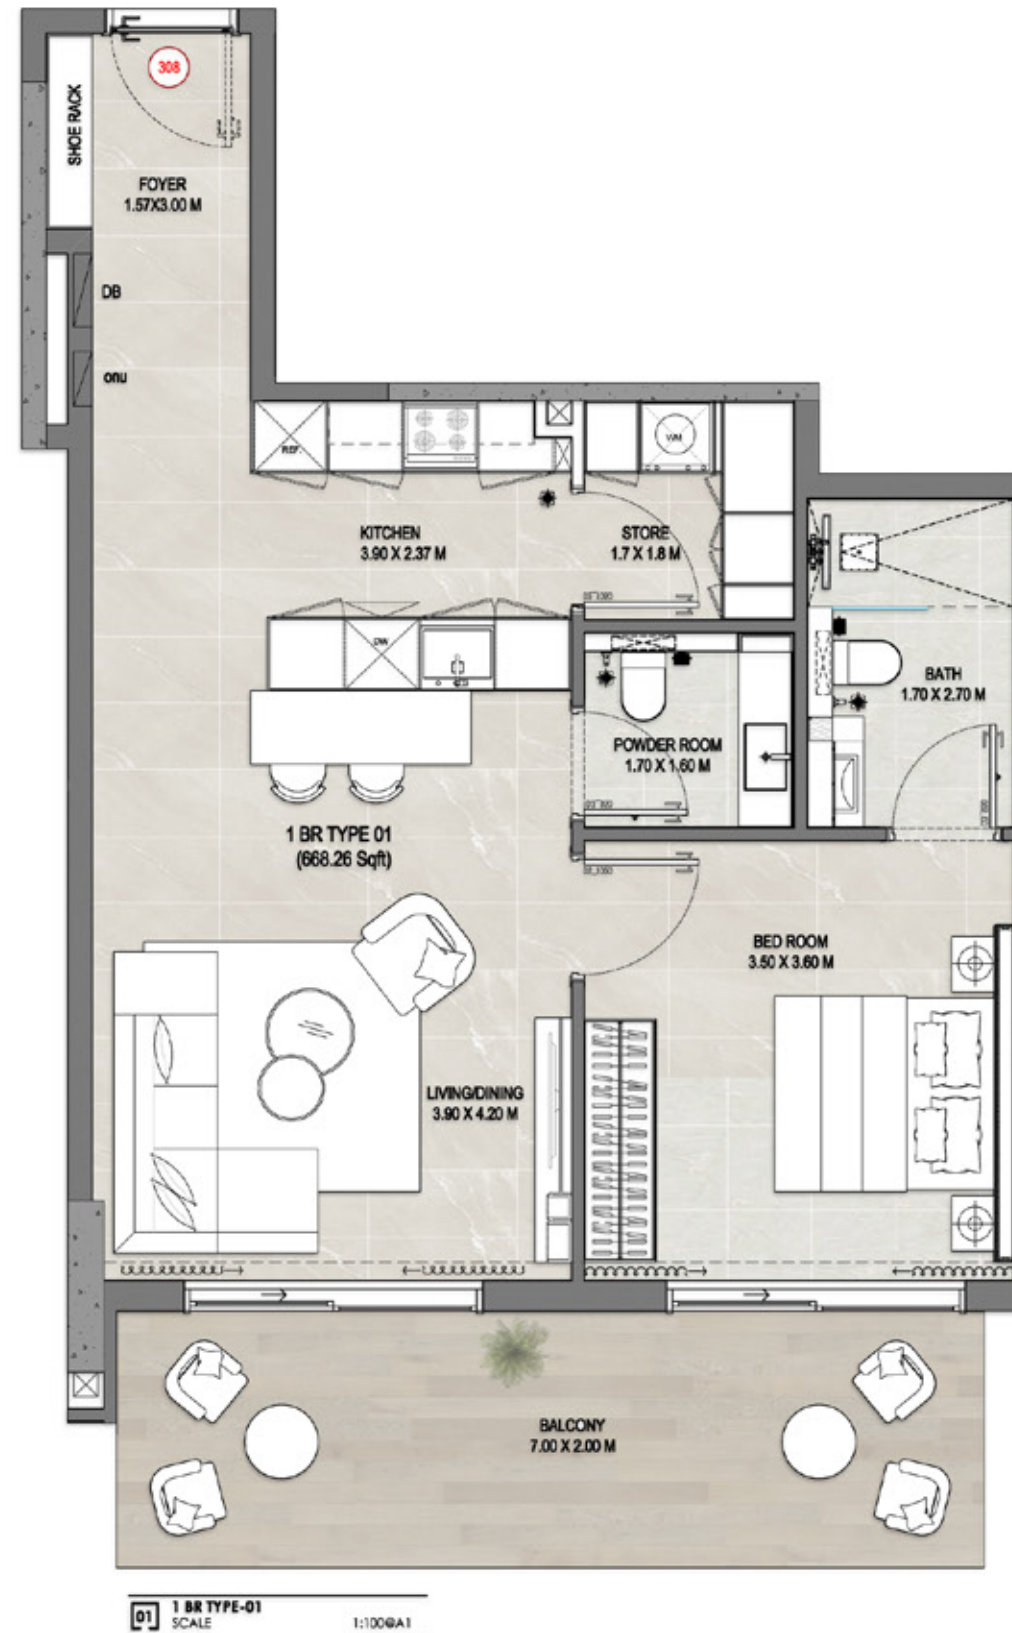 308
SHOE RACK
FOYER
1.57X3.00 M
DB
onu
REF.
WM
KITCHEN
3.90 X 2.37 M
STORE
1.7 X 1.8 M
DW
BATH
1.70 X 2.70 M
POWDER ROOM
1.70 X 1.60 M
1 BR TYPE 01
(668.26 Sqft)
BED ROOM
3.50 X 3.60 M
LIVING/DINING
3.90 X 4.20 M
BALCONY
7.00 X 2.00 M
01
1 BR TYPE-01
SCALE 1:100@A1